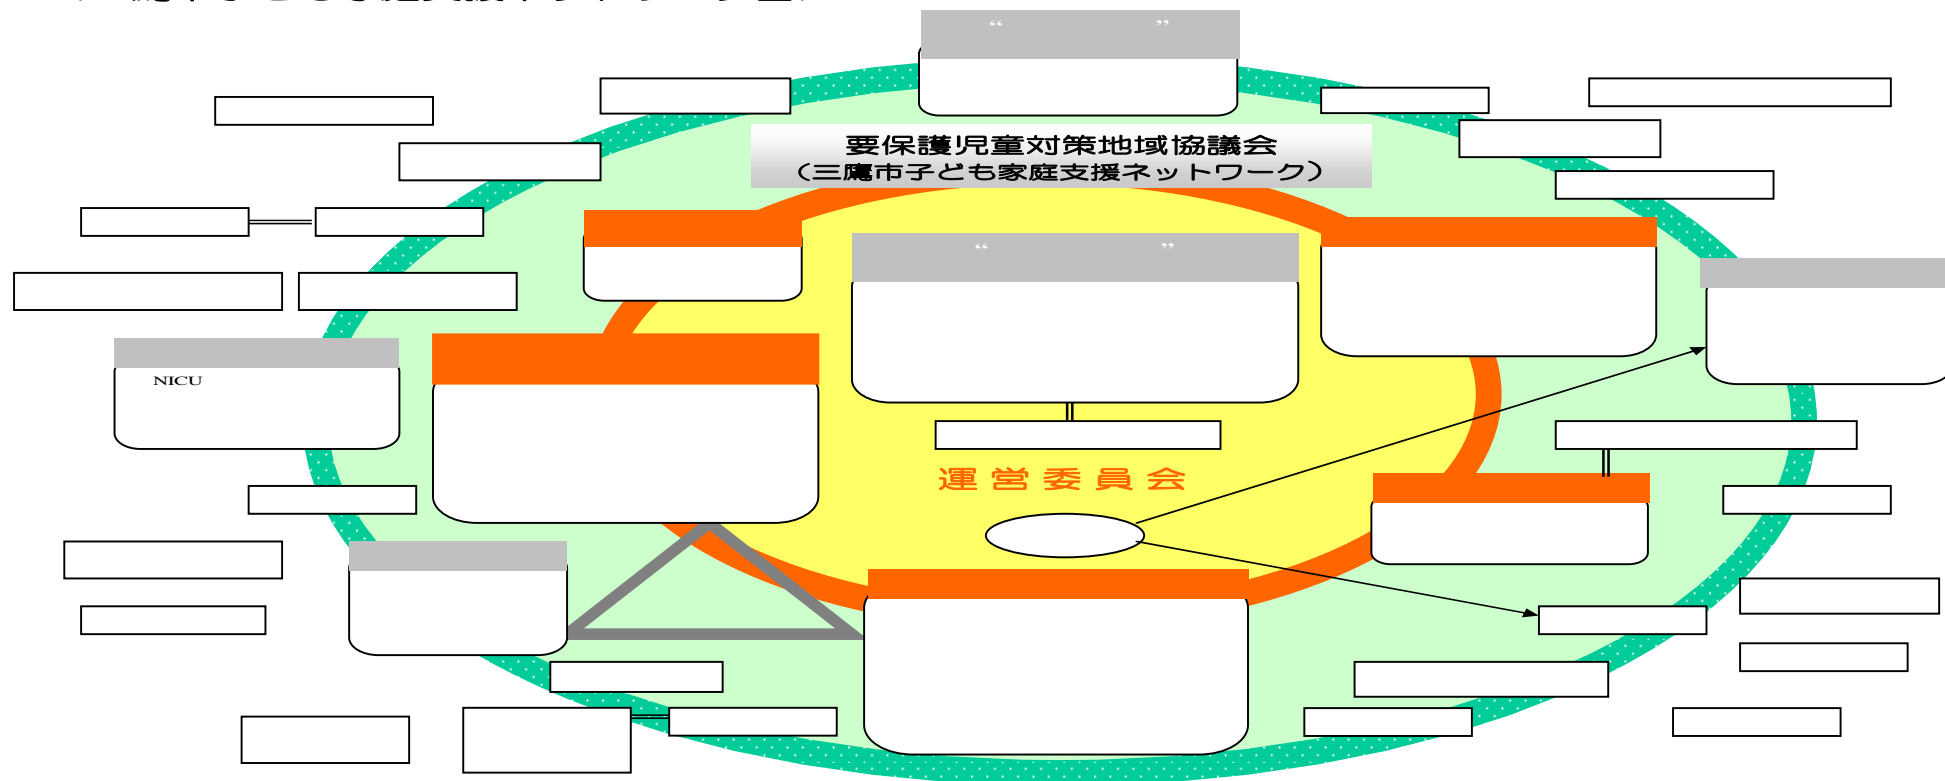 “ ”
要保護児童対策地域協議会
（三鷹市子ども家庭支援ネットワーク）
“ ”
NICU
運営委員会